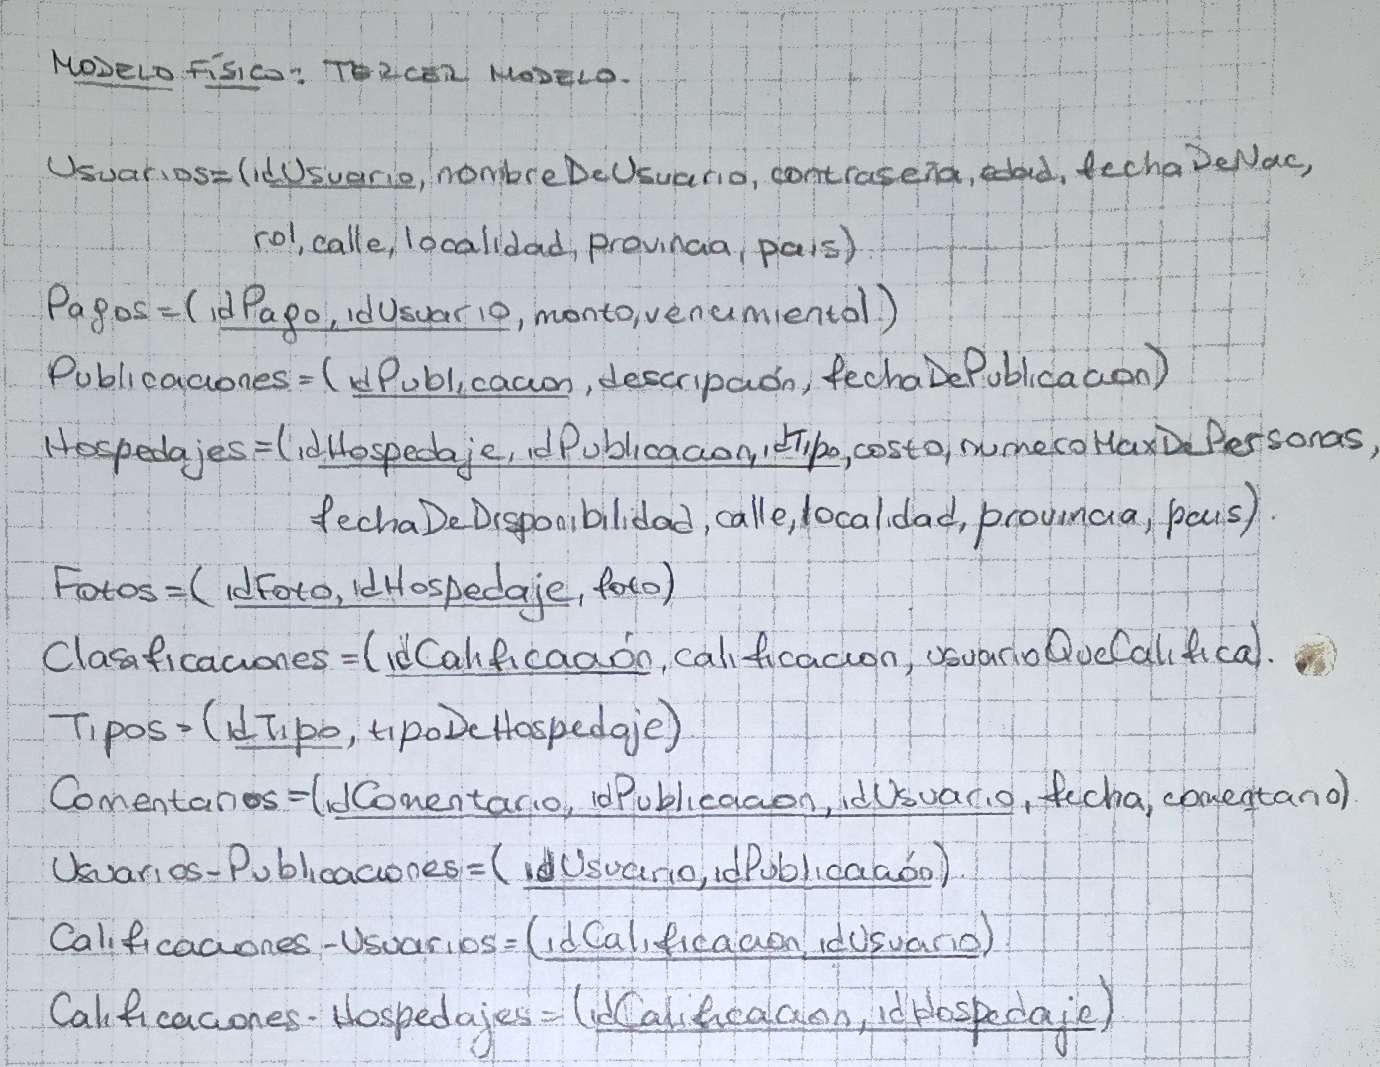 MODELO FÍSICO: TERCER MODELO.
Usuarios=(idUsuario, nombreDeUsuario, contraseña, edad, fechaDeNac,
rol, calle, localidad, provincia, pais)
Pagos=(idPago, idUsuario, monto, vencimiental)
Publicaciones=(idPublicacion, descripción, fechaDePublicacion)
Hospedajes=(idHospedaje, idPublicacion, idTipo, costo, numeroMaxDePersonas,
fechaDeDisponibilidad, calle, localidad, provincia, pais).
Fotos=(idFoto, idHospedaje, foto)
Clasificaciones=(idCalificación, calificacion, usuarioQueCalifica).
Tipos=(idTipo, tipoDeHospedaje)
Comentarios=(idComentario, idPublicacion, idUsuario, fecha, comentario).
Usuarios-Publicaciones=(idUsuario, idPublicación).
Calificaciones-Usuarios=(idCalificacion, idUsuario)
Calificaciones-Hospedajes=(idCalificacion, idHospedaje)